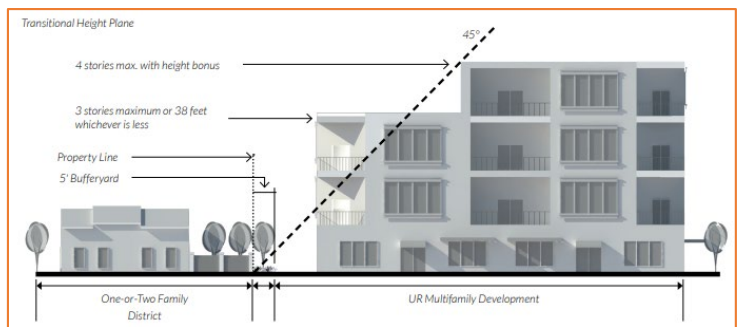 Transitional Height Plane
45°
4 stories max. with height bonus
3 stories maximum or 38 feet
whichever is less
Property Line
5' Bufferyard
One-or-Two Family
District
UR Multifamily Development